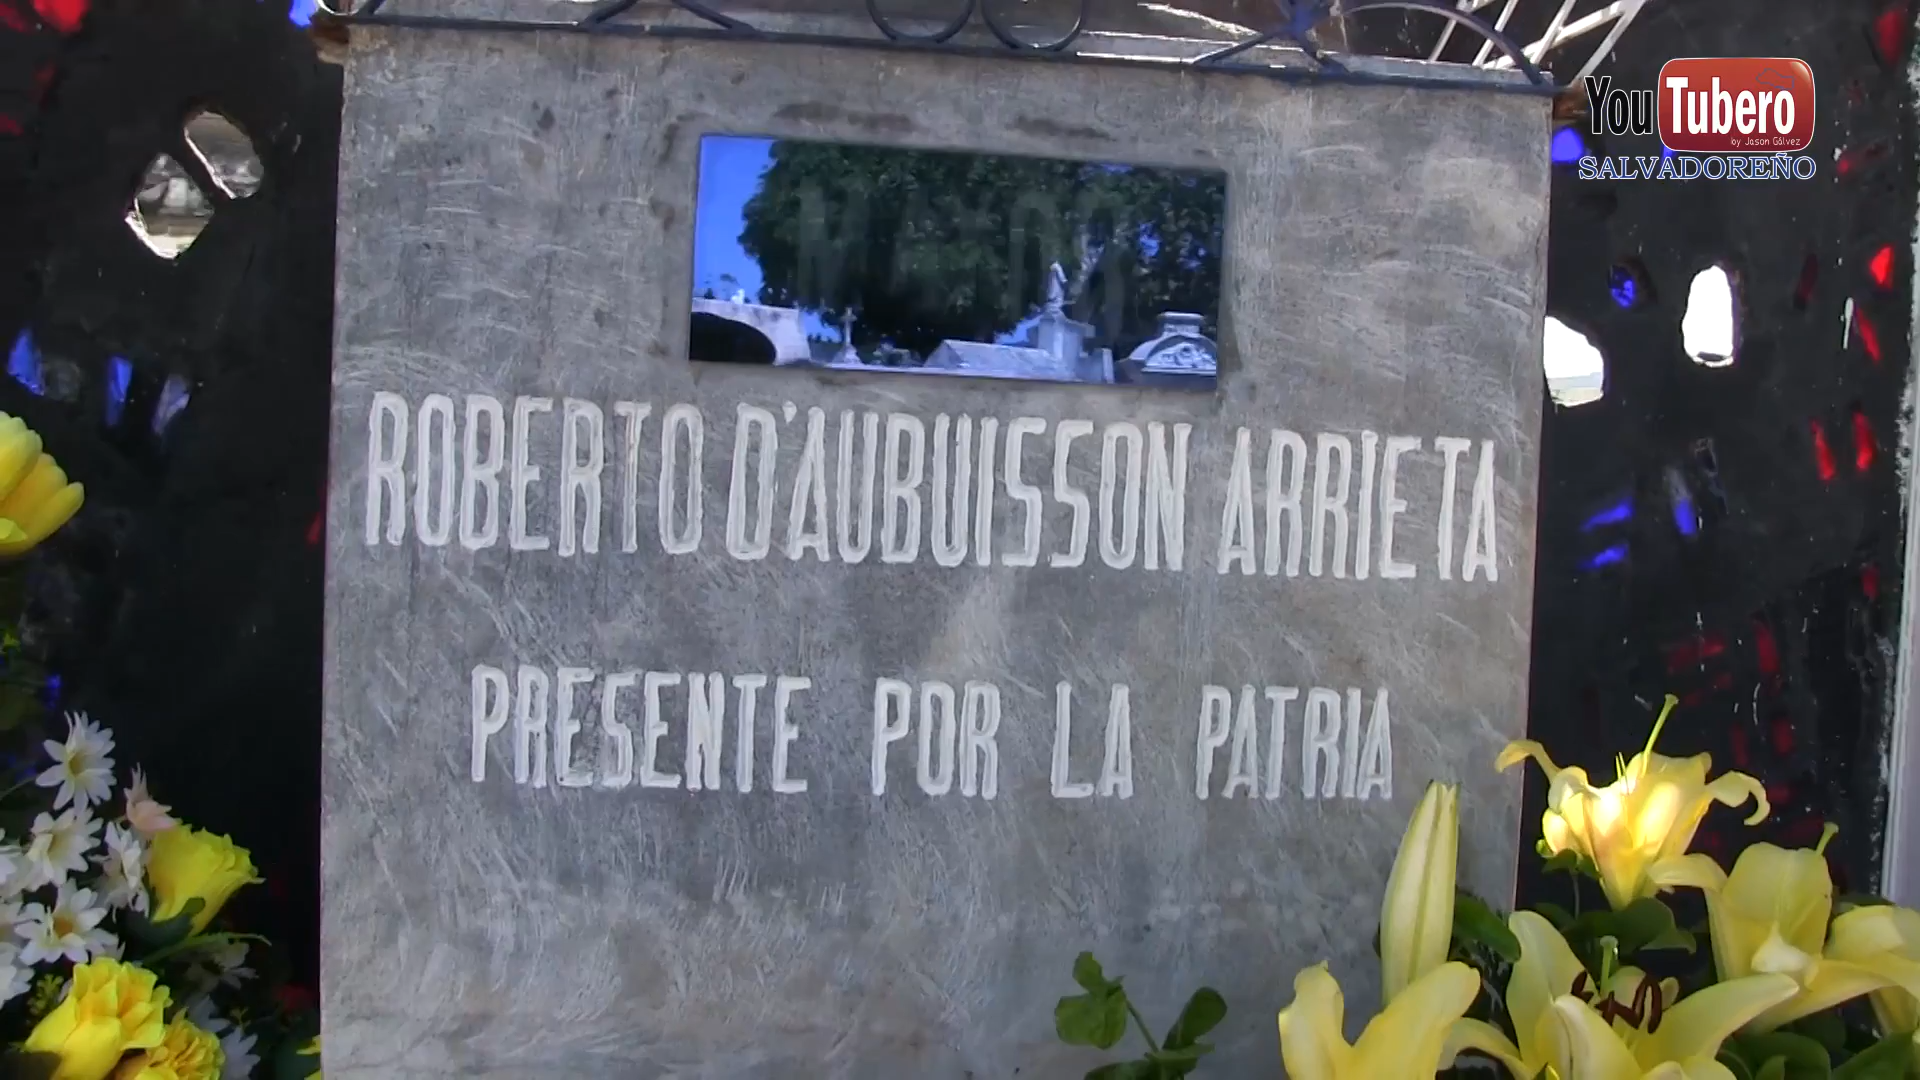 YouTubero
by Jason Gálvez
SALVADOREÑO
ROBERTO D'AUBUISSON ARRIETA
PRESENTE POR LA PATRIA